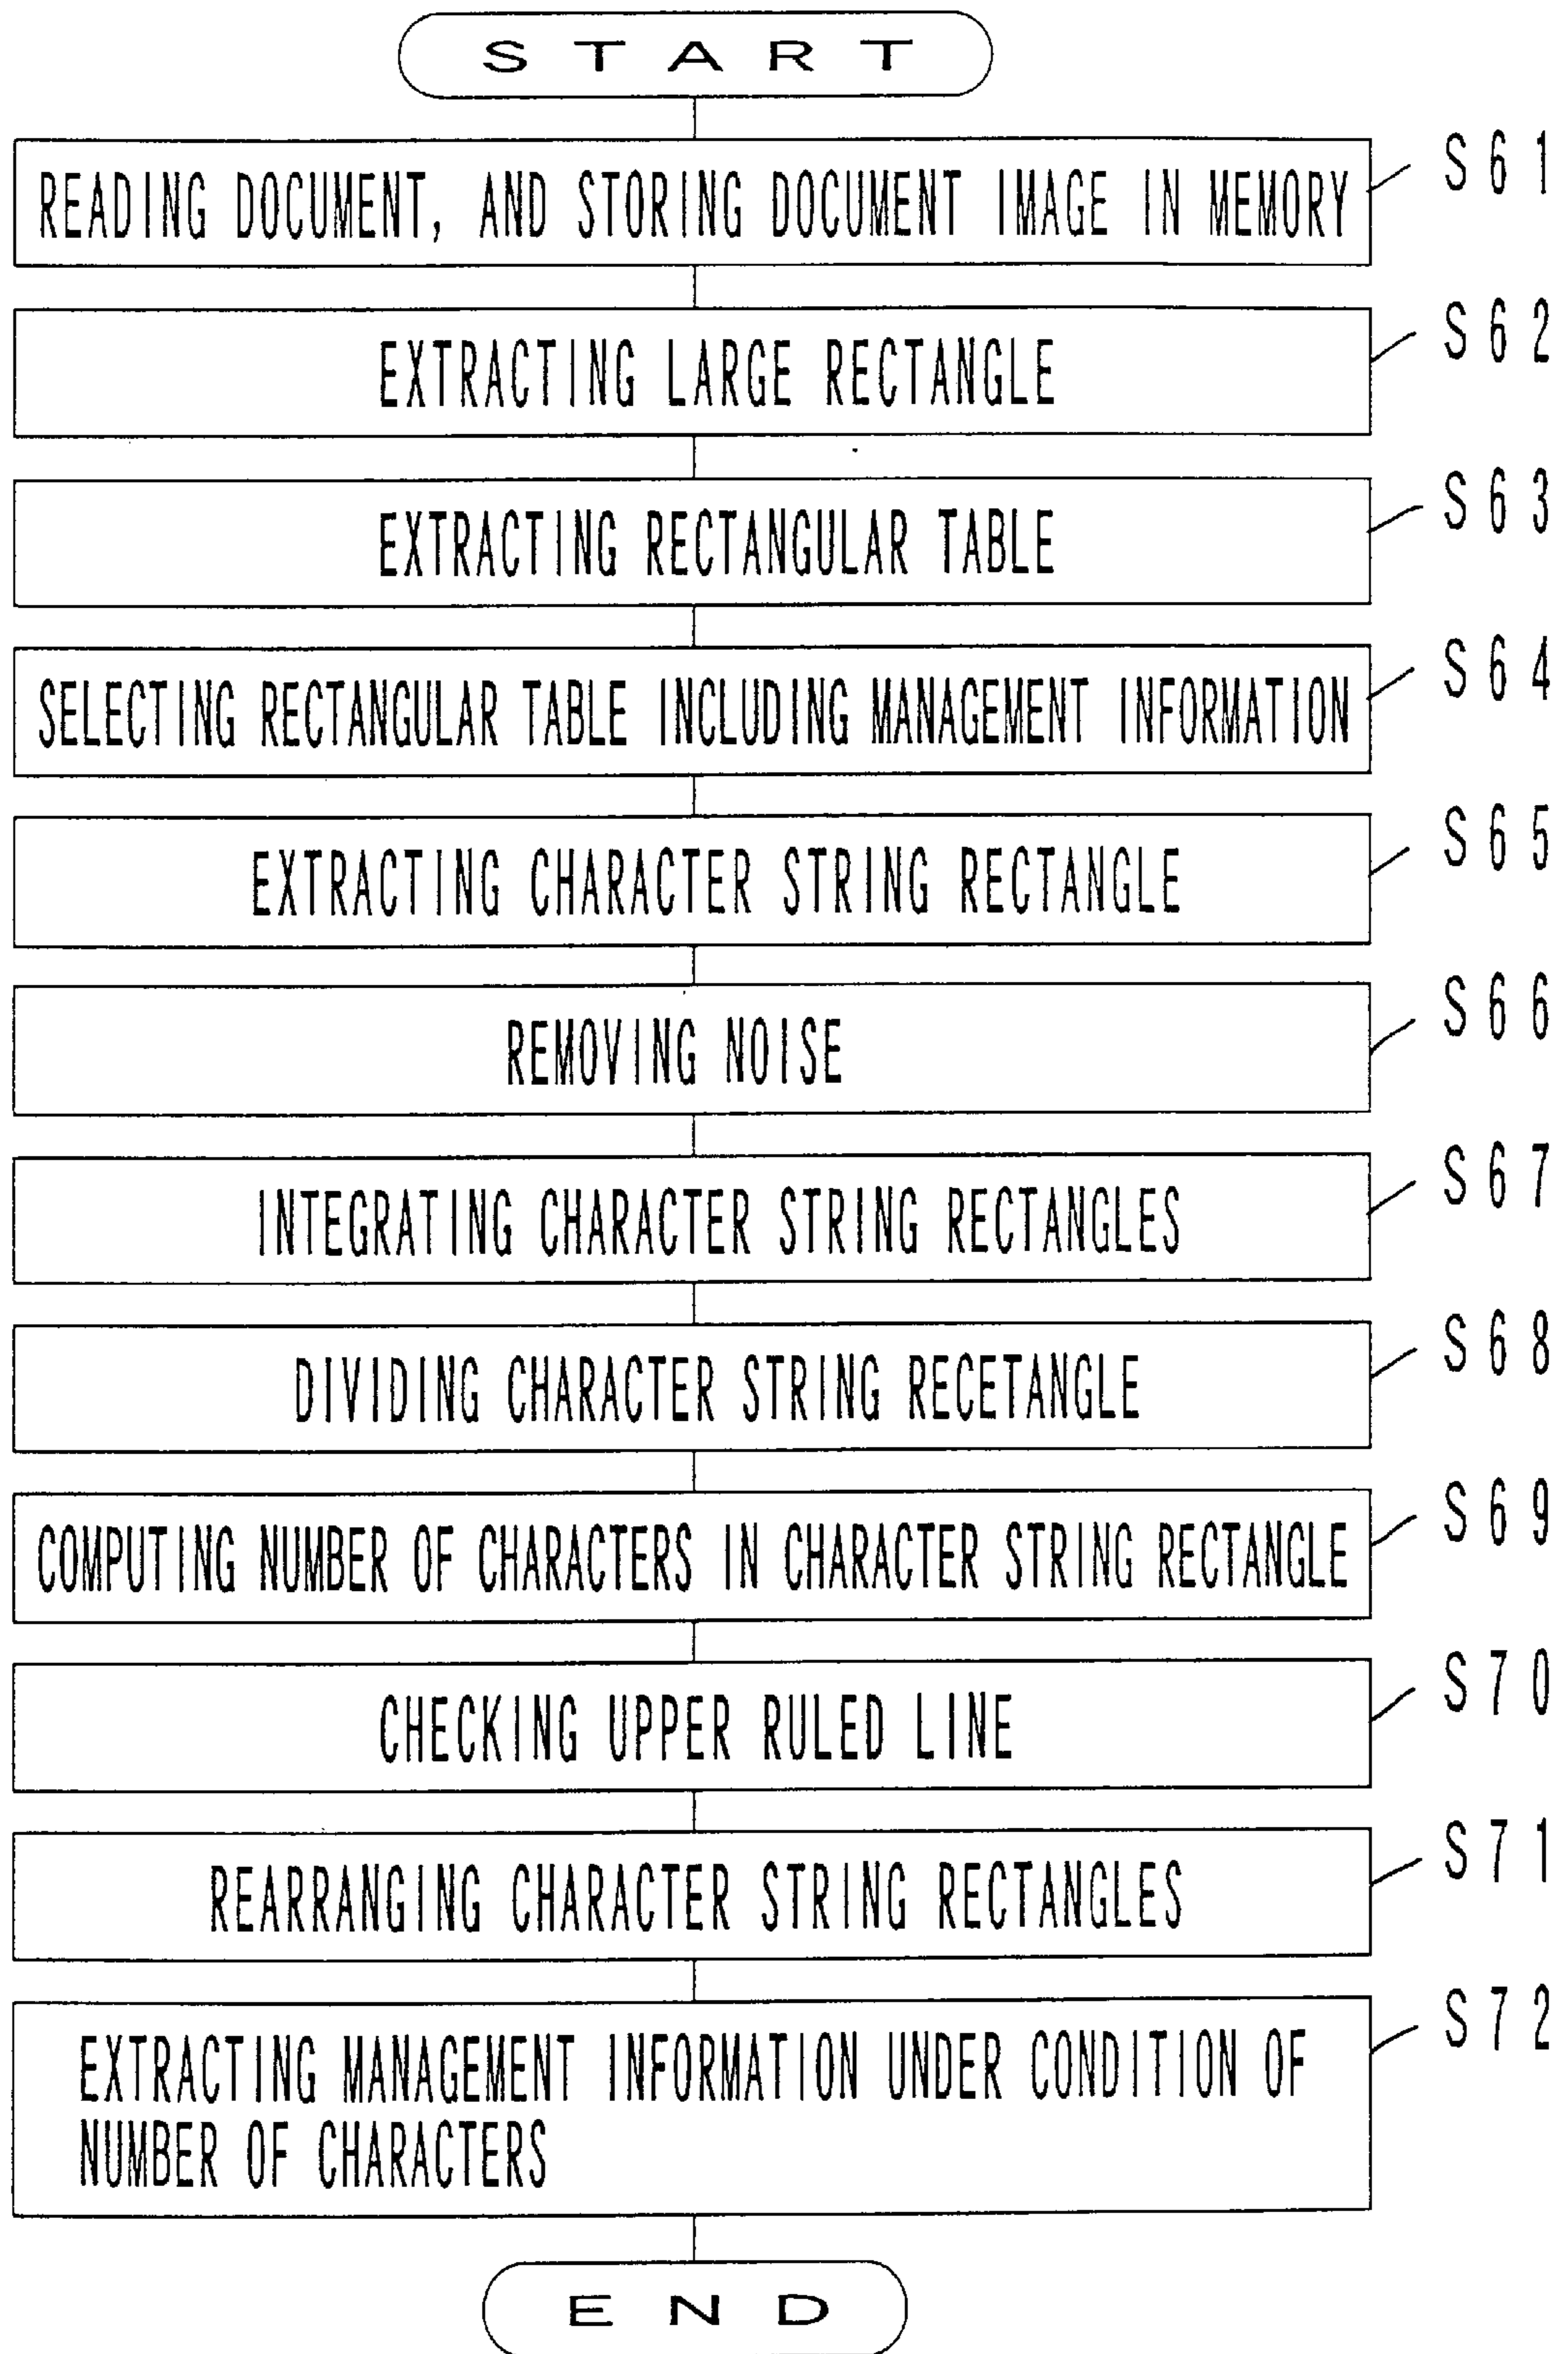 START
READING DOCUMENT, AND STORING DOCUMENT IMAGE IN MEMORY S61
EXTRACTING LARGE RECTANGLE S62
EXTRACTING RECTANGULAR TABLE S63
SELECTING RECTANGULAR TABLE INCLUDING MANAGEMENT INFORMATION S64
EXTRACTING CHARACTER STRING RECTANGLE S65
REMOVING NOISE S66
INTEGRATING CHARACTER STRING RECTANGLES S67
DIVIDING CHARACTER STRING RECETANGLE S68
COMPUTING NUMBER OF CHARACTERS IN CHARACTER STRING RECTANGLE S69
CHECKING UPPER RULED LINE S70
REARRANGING CHARACTER STRING RECTANGLES S71
EXTRACTING MANAGEMENT INFORMATION UNDER CONDITION OF S72
NUMBER OF CHARACTERS
END